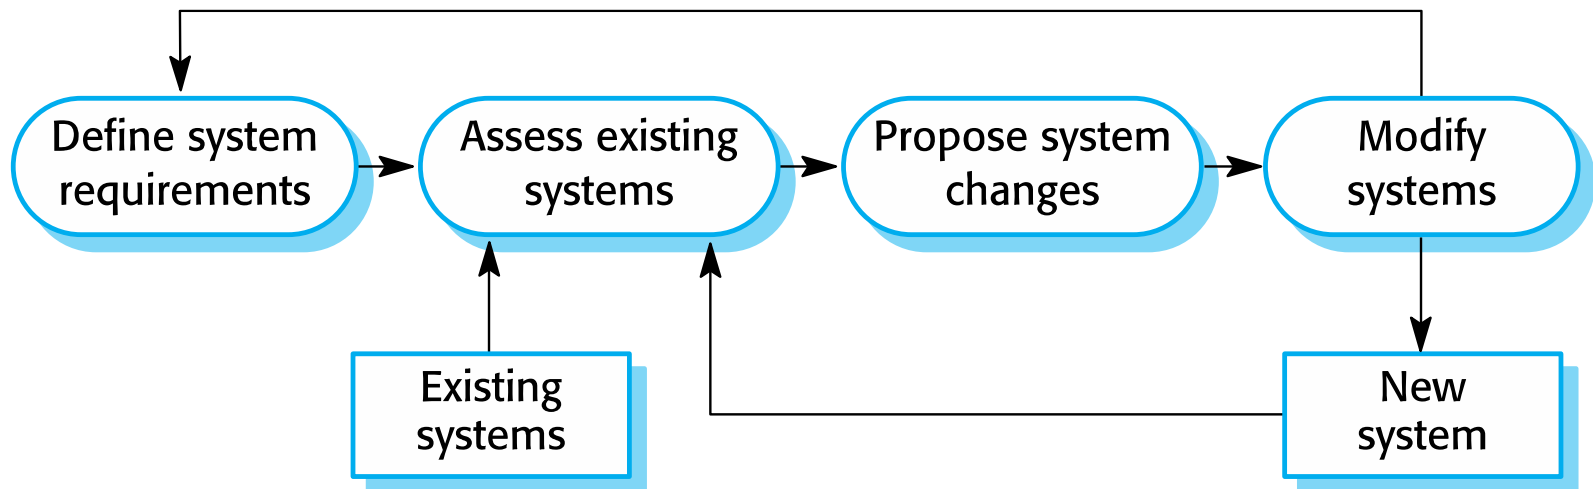 Define system
requirements
Assess existing
systems
Propose system
changes
Modify
systems
Existing
systems
New
system